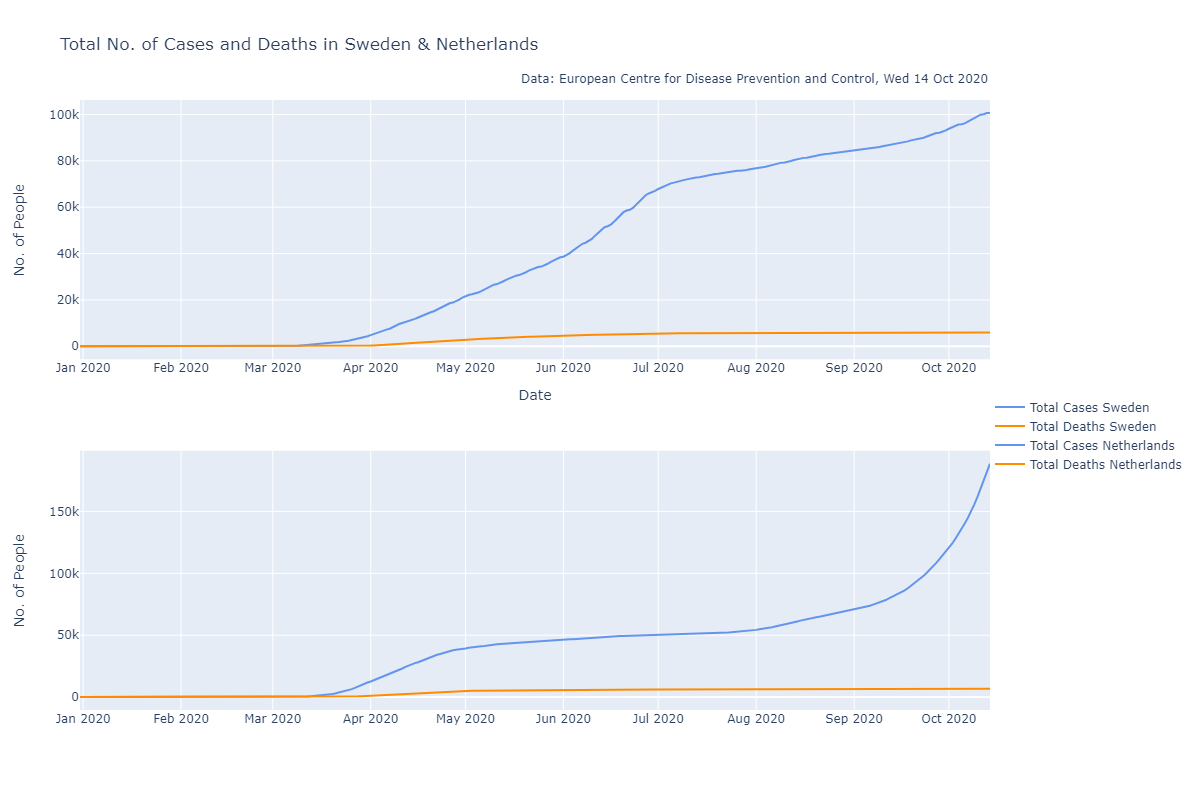 Total No. of Cases and Deaths in Sweden & Netherlands
Data: European Centre for Disease Prevention and Control, Wed 14 Oct 2020
100k
80k
60k
40k
20k
0
No. of People
Jan 2020 Feb 2020 Mar 2020 Apr 2020 May 2020 Jun 2020 Jul 2020 Aug 2020 Sep 2020 Oct 2020
Date
Total Cases Sweden
Total Deaths Sweden
Total Cases Netherlands
Total Deaths Netherlands
150k
100k
50k
0
No. of People
Jan 2020 Feb 2020 Mar 2020 Apr 2020 May 2020 Jun 2020 Jul 2020 Aug 2020 Sep 2020 Oct 2020